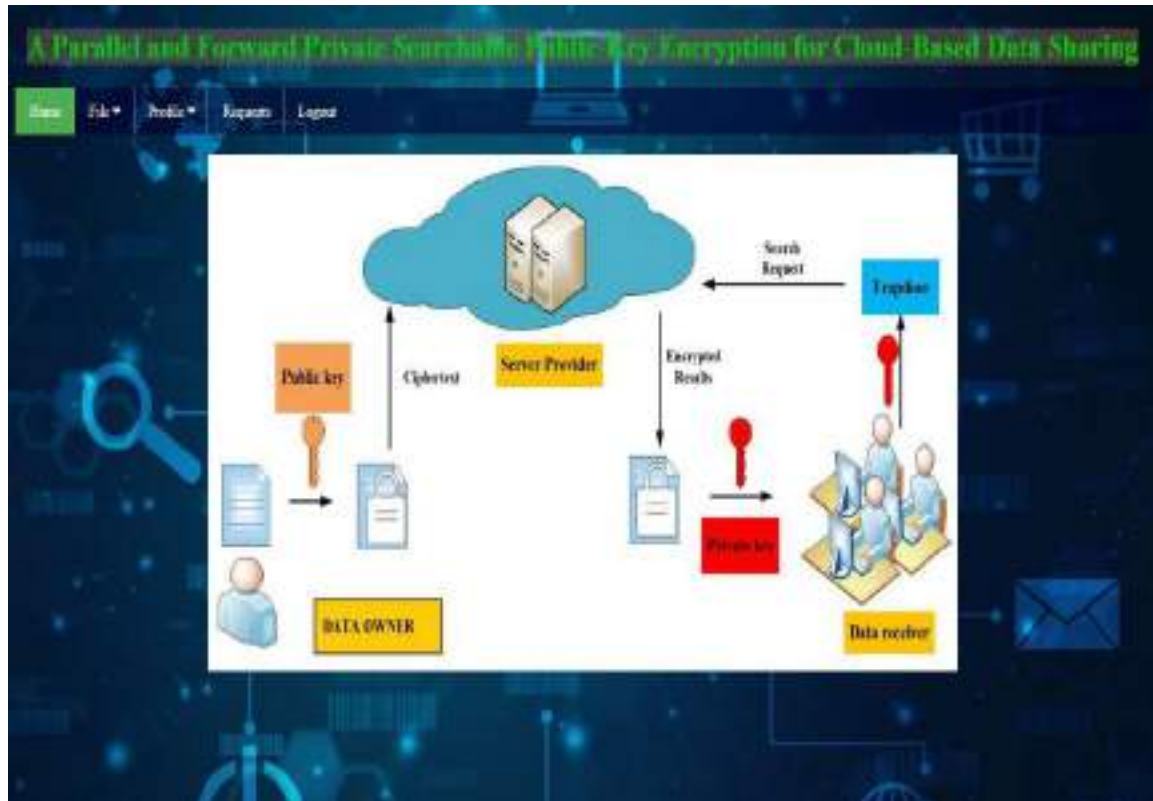 A Parallel and Forward Private Searchable Public-Key Encryption for Cloud-Based Data Sharing
Home File Profile Requests Logout
Search
Request
Trapdoor
Server Provider
Encrypted
Results
Public key
Ciphertext
Private key
DATA OWNER
Data receiver